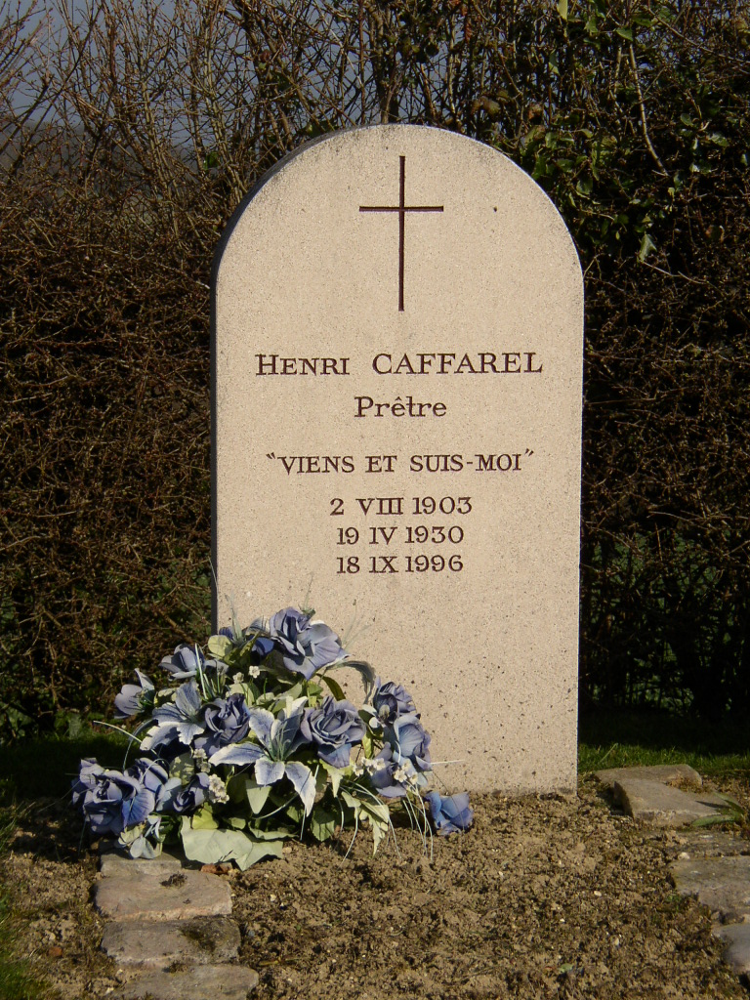 Henri CAFFAREL
Prêtre
"VIENS ET SUIS-MOI"
2 VIII 1903
19 IV 1930
18 IX 1996